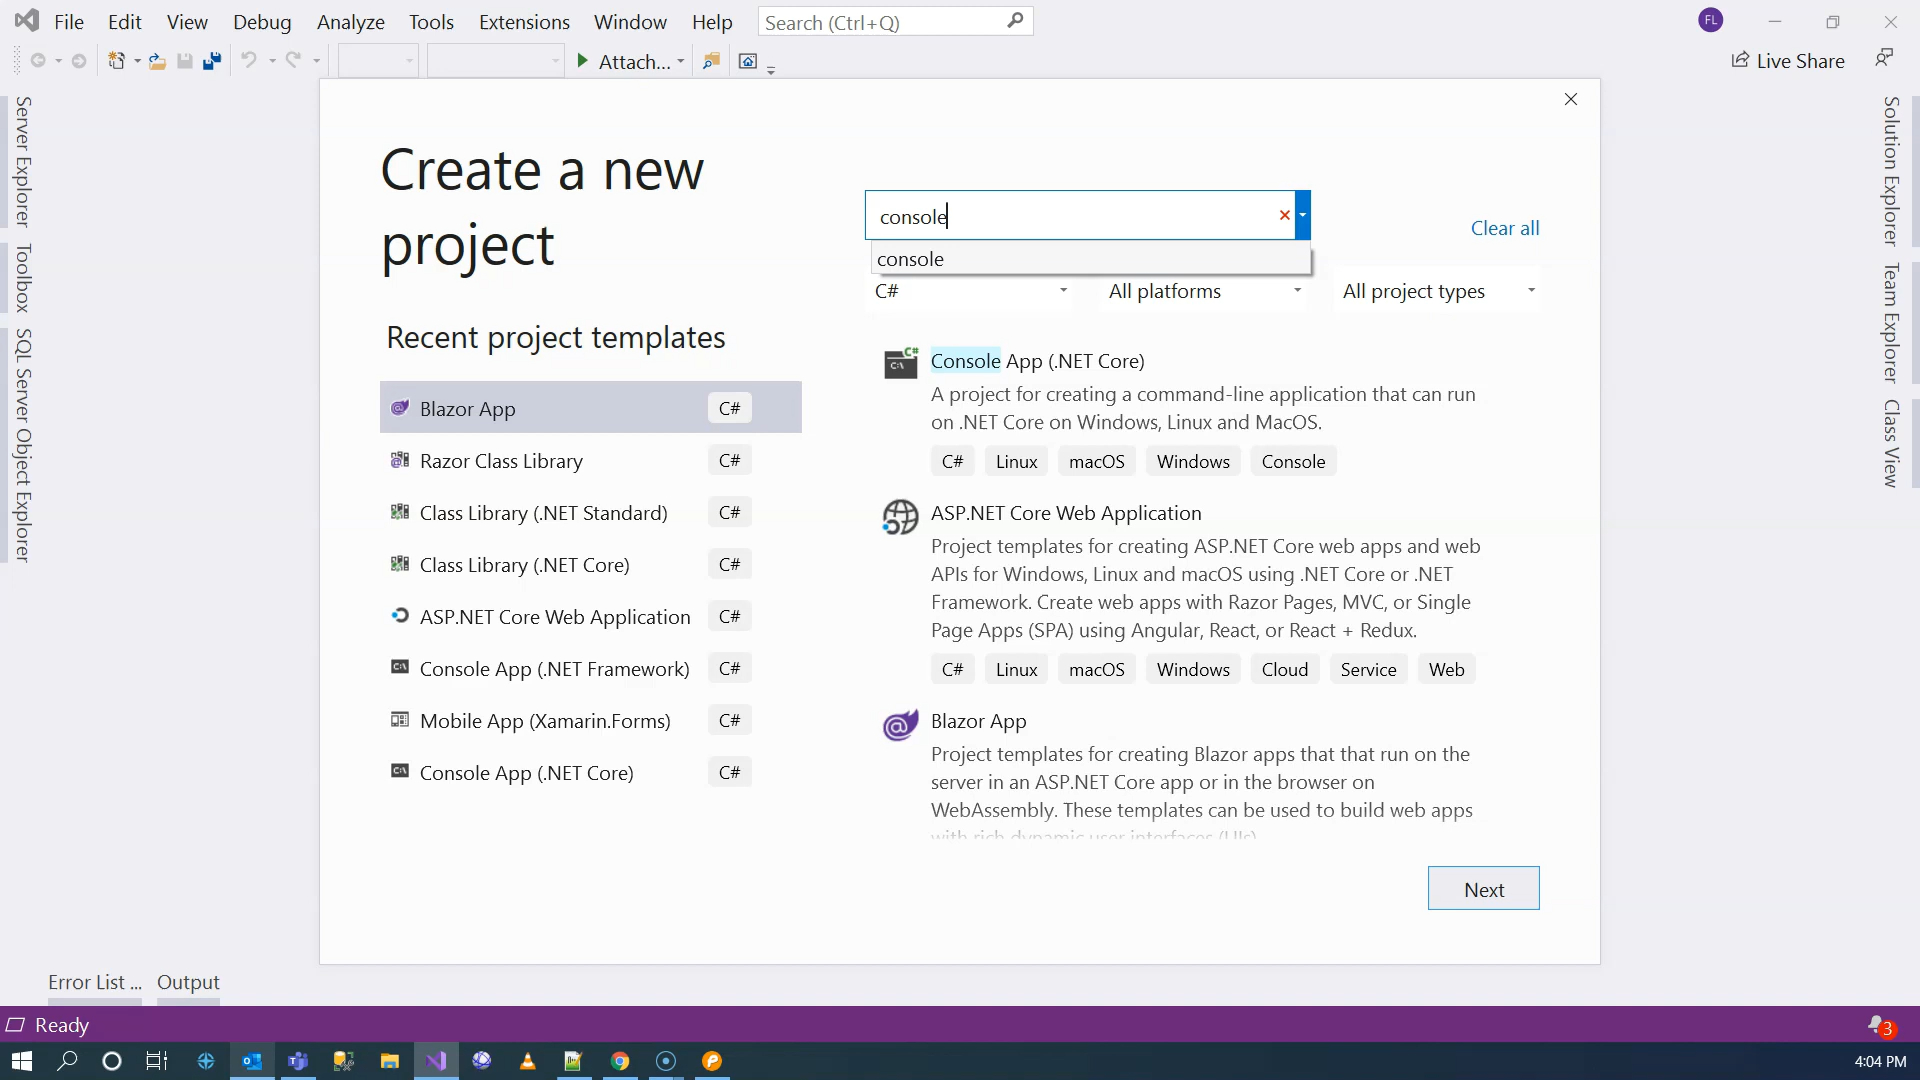 File Edit View Debug Analyze Tools Extensions Window Help Search (Ctrl+Q) FL
Attach... Live Share
Server Explorer
Toolbox
SQL Server Object Explorer
Solution Explorer
Team Explorer
Class View
Create a new
project
console
Clear all
console
C# All platforms All project types
Recent project templates
Blazor App C#
Razor Class Library C#
Class Library (.NET Standard) C#
Class Library (.NET Core) C#
ASP.NET Core Web Application C#
Console App (.NET Framework) C#
Mobile App (Xamarin.Forms) C#
Console App (.NET Core) C#
Console App (.NET Core)
A project for creating a command-line application that can run
on .NET Core on Windows, Linux and MacOS.
C# Linux macOS Windows Console
ASP.NET Core Web Application
Project templates for creating ASP.NET Core web apps and web
APIs for Windows, Linux and macOS using .NET Core or .NET
Framework. Create web apps with Razor Pages, MVC, or Single
Page Apps (SPA) using Angular, React, or React + Redux.
C# Linux macOS Windows Cloud Service Web
Blazor App
Project templates for creating Blazor apps that that run on the
server in an ASP.NET Core app or in the browser on
WebAssembly. These templates can be used to build web apps
with rich dynamic user interfaces (UIs)
Next
Error List ... Output
Ready 3
4:04 PM